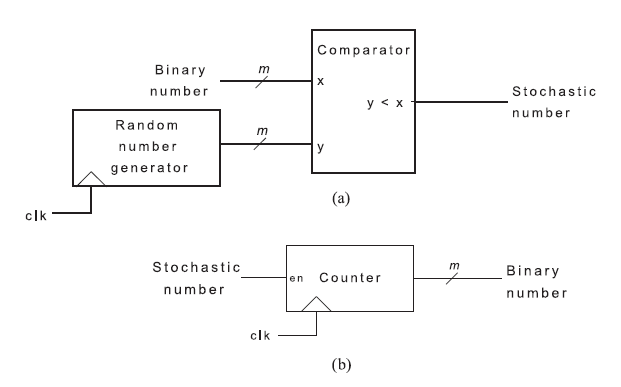 Comparator
Binary
number
m
x
y < x
Stochastic
number
Random
number
generator
m
y
clk
(a)
Stochastic
number
en
Counter
m
Binary
number
clk
(b)